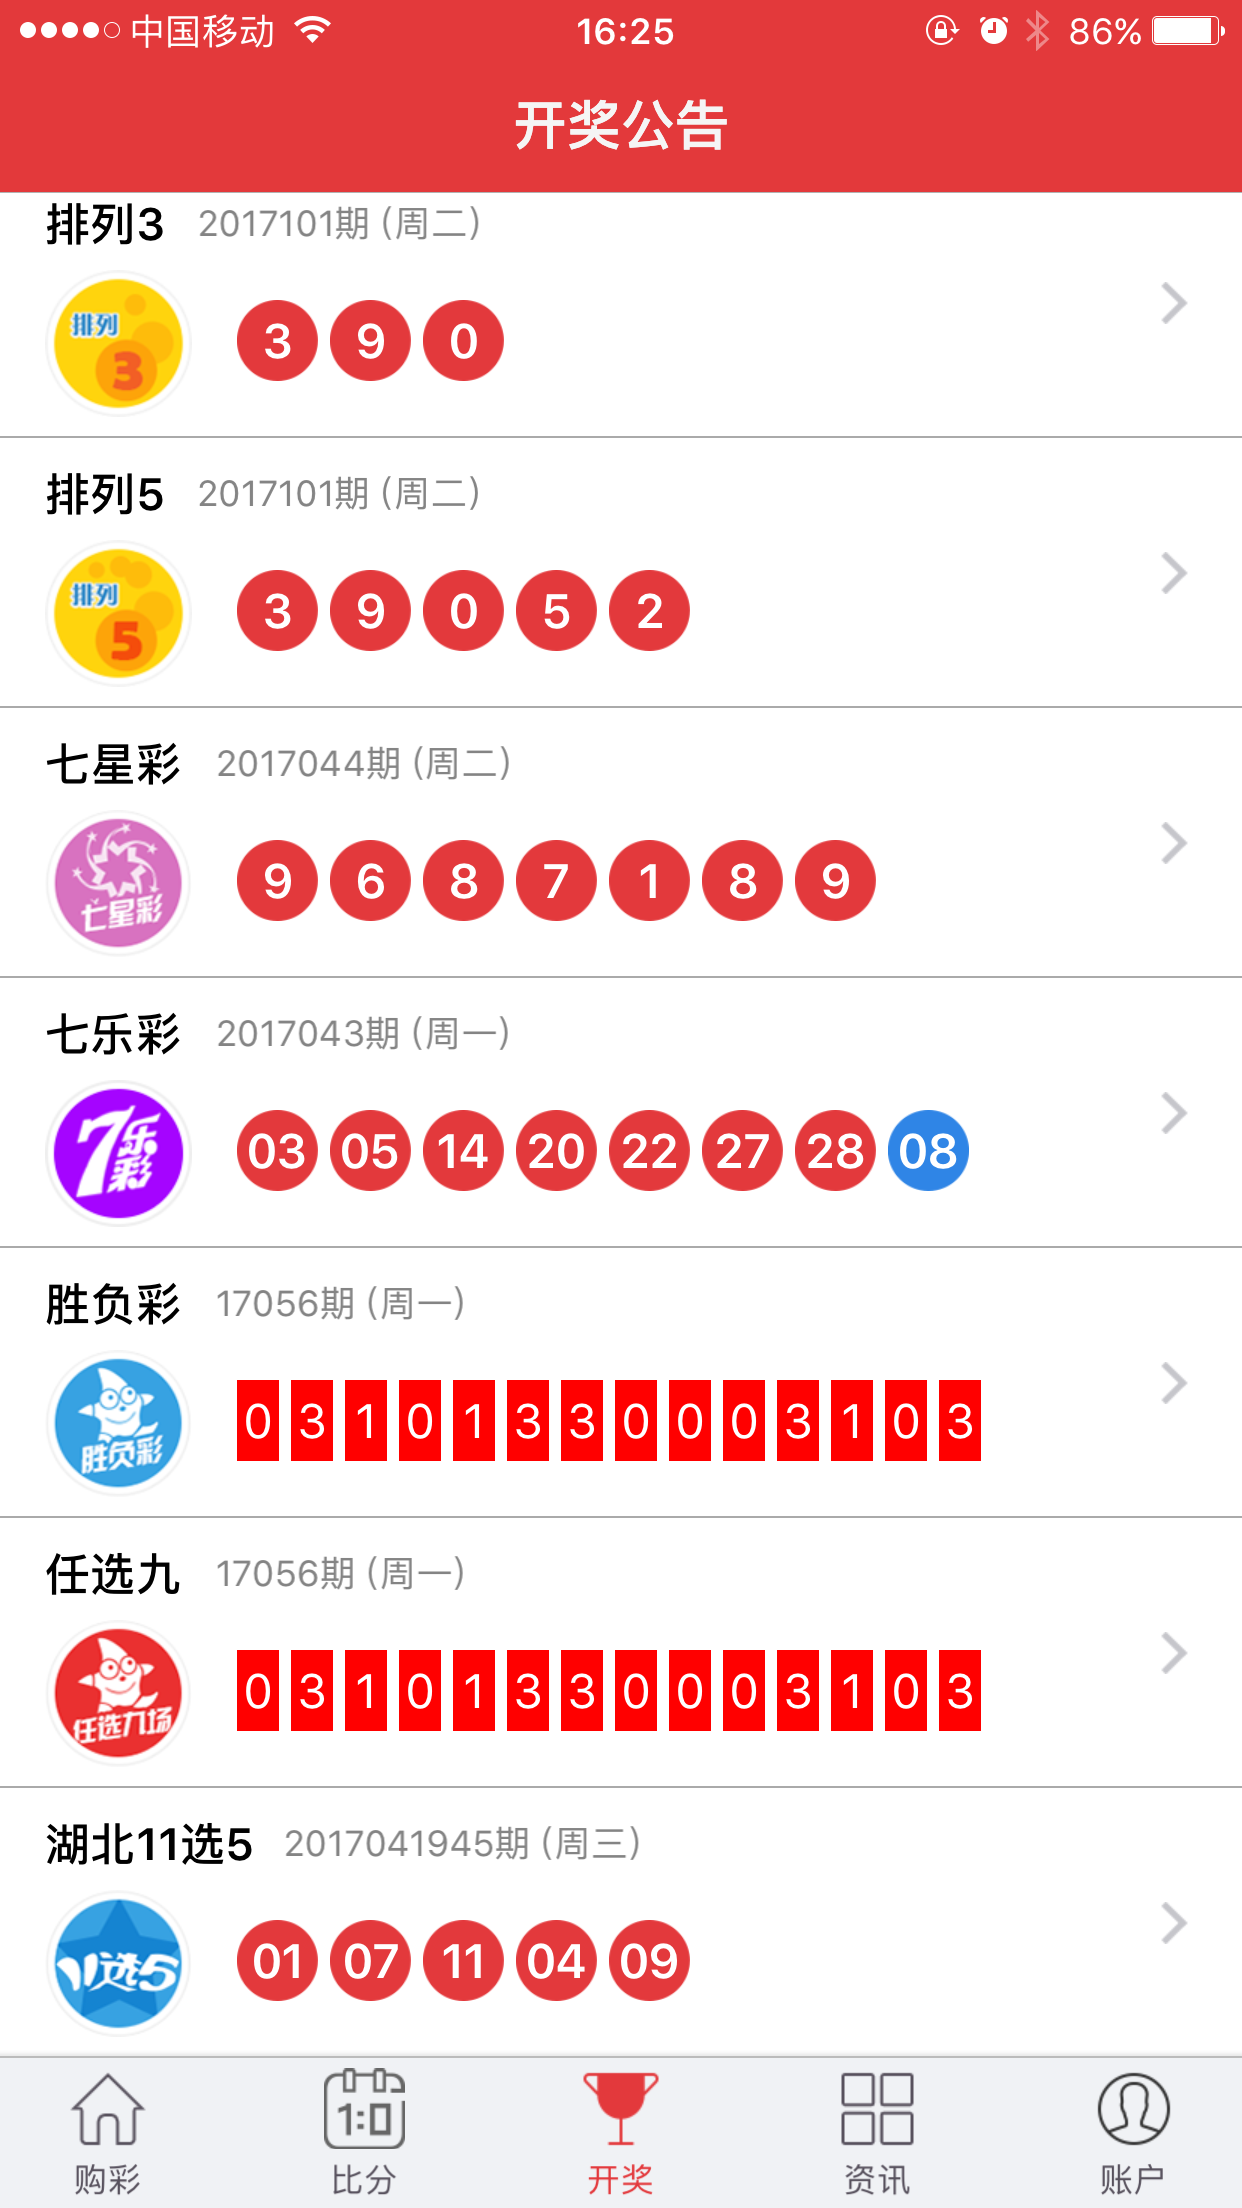 中国移动 16:25 86%
开奖公告
排列3 2017101期 (周二)
排列
3
3 9 0
排列5 2017101期 (周二)
排列
5
3 9 0 5 2
七星彩 2017044期 (周二)
七星彩
9 6 8 7 1 8 9
七乐彩 2017043期 (周一)
7乐彩
03 05 14 20 22 27 28 08
胜负彩 17056期 (周一)
胜负彩
0 3 1 0 1 3 3 0 0 0 3 1 0 3
任选九 17056期 (周一)
任选九场
0 3 1 0 1 3 3 0 0 0 3 1 0 3
湖北11选5 2017041945期 (周三)
11选5
01 07 11 04 09
1:0
购彩 比分 开奖 资讯 账户